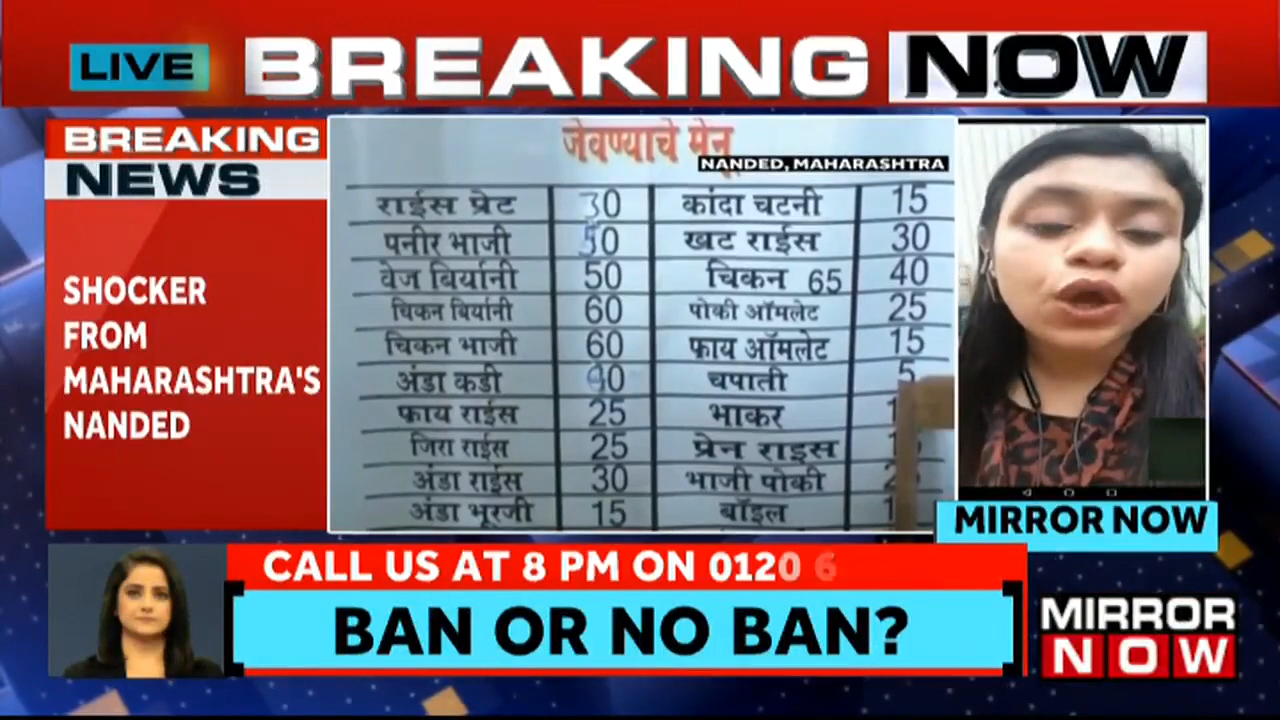 LIVE BREAKING NOW
BREAKING
NEWS
SHOCKER
FROM
MAHARASHTRA'S
NANDED
जेवण्याचे मेनू
NANDED, MAHARASHTRA
राईस प्रेट 30 कांदा चटनी 15
पनीर भाजी 50 खट राईस 30
वेज बिर्यानी 50 चिकन 65 40
चिकन बिर्यानी 60 पोकी ऑमलेट 25
चिकन भाजी 60 फाय ऑमलेट 15
अंडा कडी 40 चपाती 5
फाय राईस 25 भाकर
जिरा राईस 25 प्रेन राइस
अंडा राईस 30 भाजी पोकी
अंडा भूरजी 15 बॉइल
MIRROR NOW
CALL US AT 8 PM ON 0120 6
BAN OR NO BAN?
MIRROR
NOW